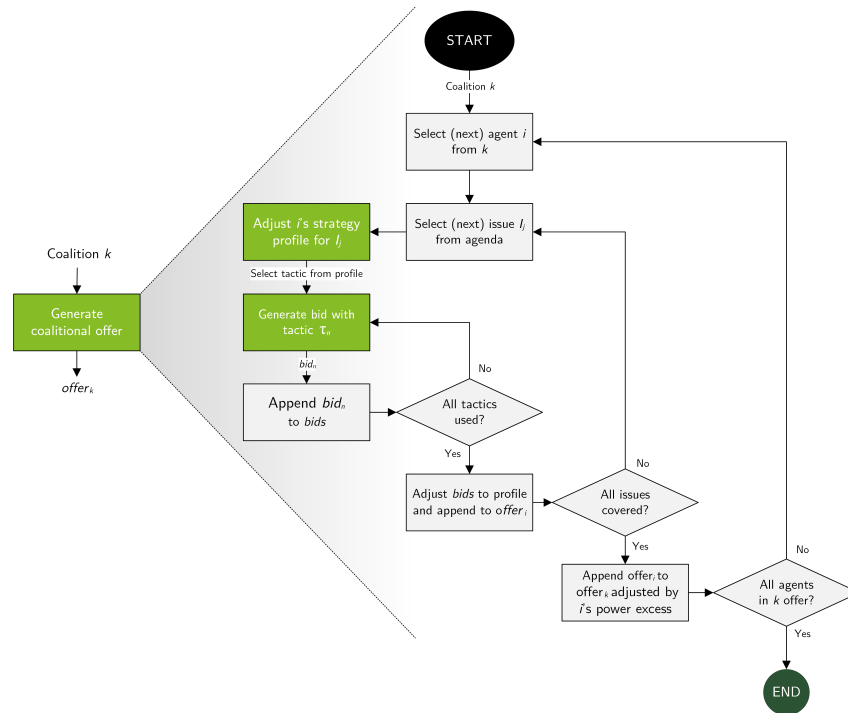 START
Coalition k
Select (next) agent i
from k
Adjust i's strategy
profile for Iⱼ
Select (next) issue Iⱼ
from agenda
Coalition k
Select tactic from profile
Generate
coalitional offer
Generate bid with
tactic τₙ
offerₖ
bidₙ
No
Append bidₙ
to bids
All tactics
used?
Yes
No
Adjust bids to profile
and append to offerᵢ
All issues
covered?
Yes
No
Append offerᵢ to
offerₖ adjusted by
i's power excess
All agents
in k offer?
Yes
END